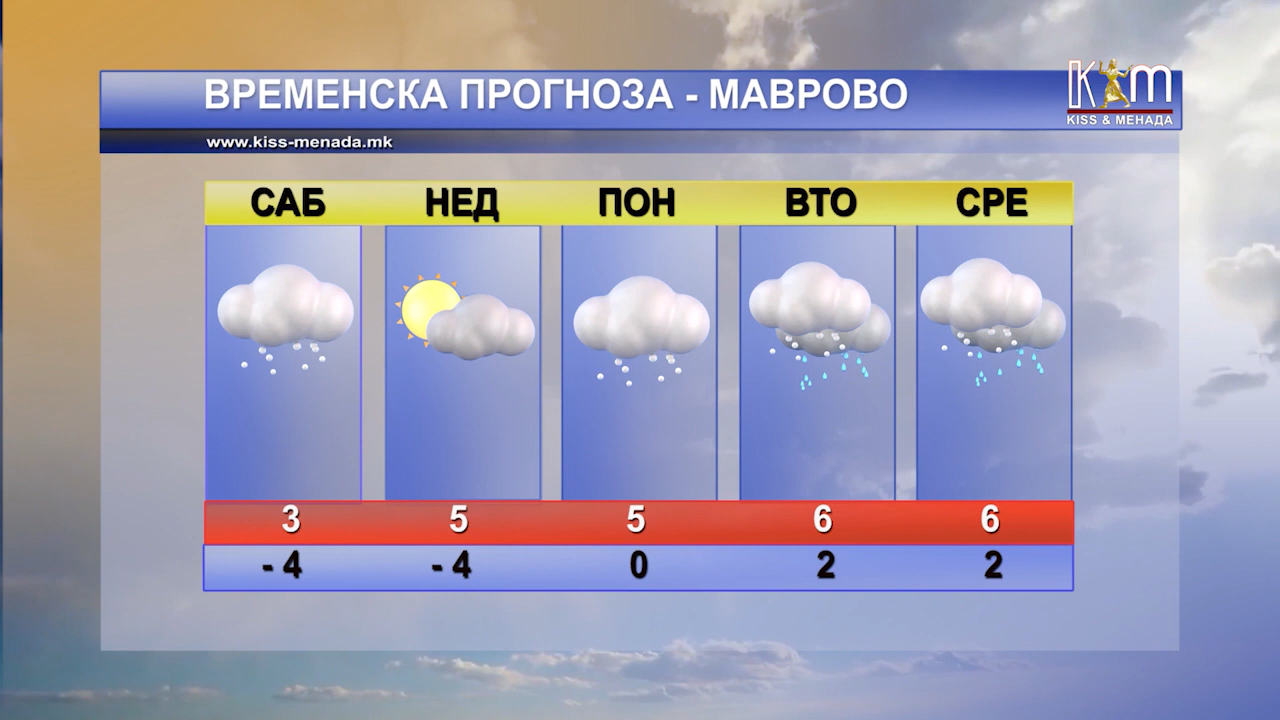 ВРЕМЕНСКА ПРОГНОЗА - МАВРОВО
KM
KISS & МЕНАДА
www.kiss-menada.mk
САБ НЕД ПОН ВТО СРЕ
3 5 5 6 6
- 4 - 4 0 2 2